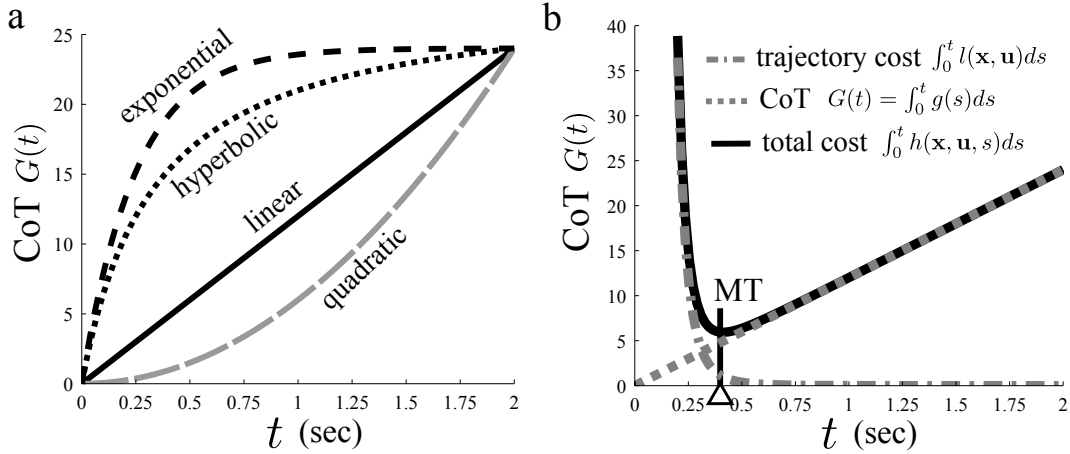 a
CoT G(t)
25
20
15
10
5
0
exponential
hyperbolic
linear
quadratic
0 0.25 0.5 0.75 1 1.25 1.5 1.75 2
t (sec)
b
CoT G(t)
40
35
30
25
20
15
10
5
0
trajectory cost ∫₀ᵗ l(x, u)ds
CoT G(t) = ∫₀ᵗ g(s)ds
total cost ∫₀ᵗ h(x, u, s)ds
MT
0 0.25 0.5 0.75 1 1.25 1.5 1.75 2
t (sec)